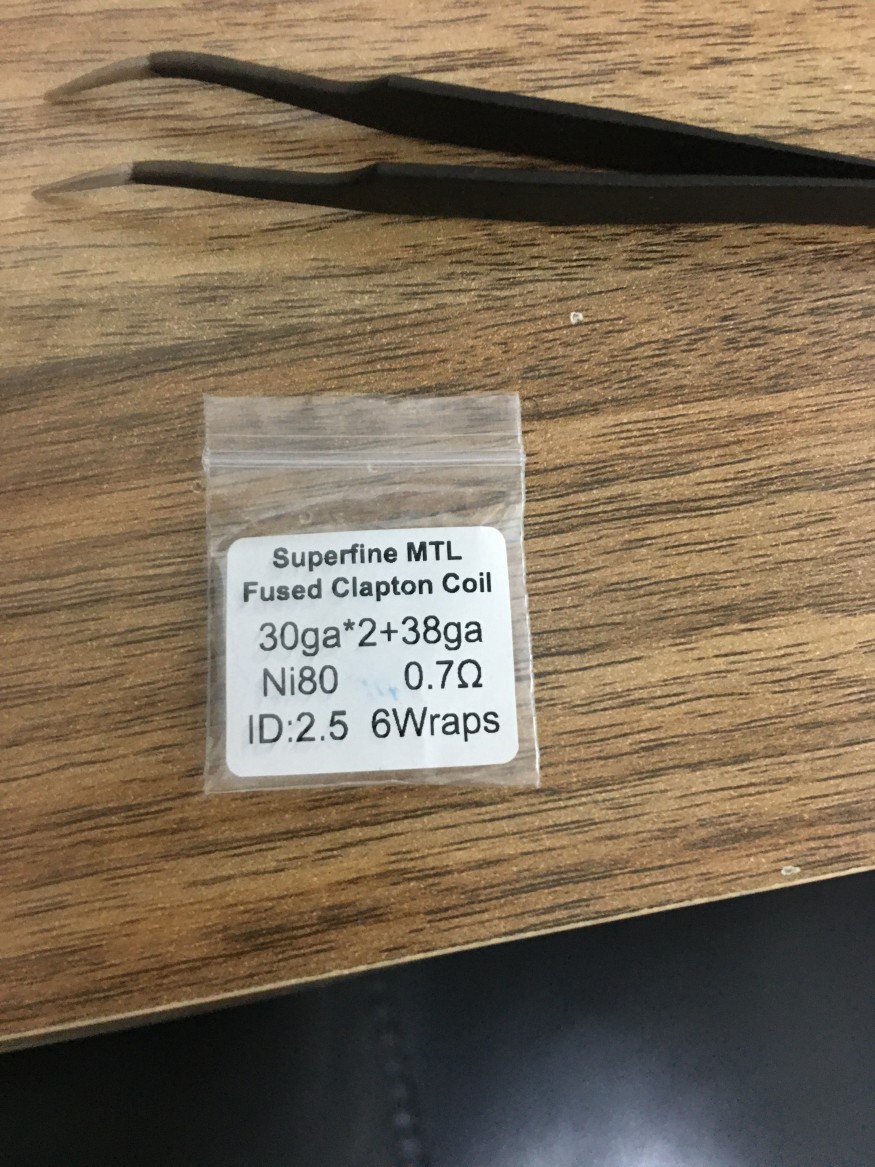 Superfine MTL
Fused Clapton Coil
30ga*2+38ga
Ni80 0.7Ω
ID:2.5 6Wraps